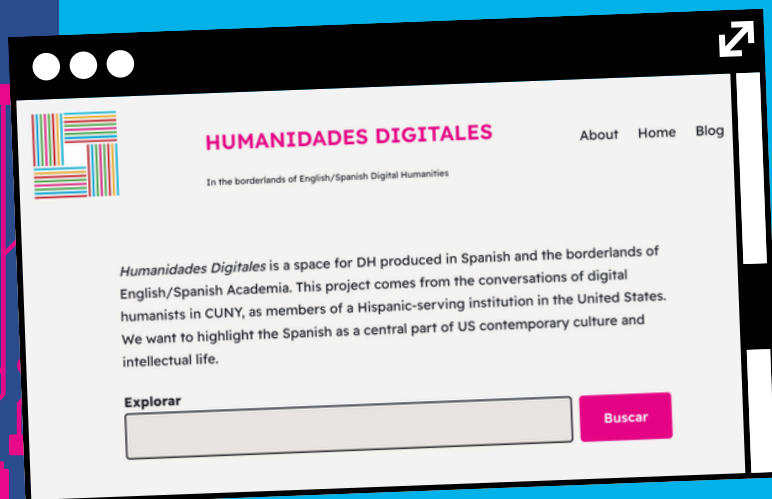 HUMANIDADES DIGITALES
About Home Blog
In the borderlands of English/Spanish Digital Humanities
Humanidades Digitales is a space for DH produced in Spanish and the borderlands of
English/Spanish Academia. This project comes from the conversations of digital
humanists in CUNY, as members of a Hispanic-serving institution in the United States.
We want to highlight the Spanish as a central part of US contemporary culture and
intellectual life.
Explorar
Buscar